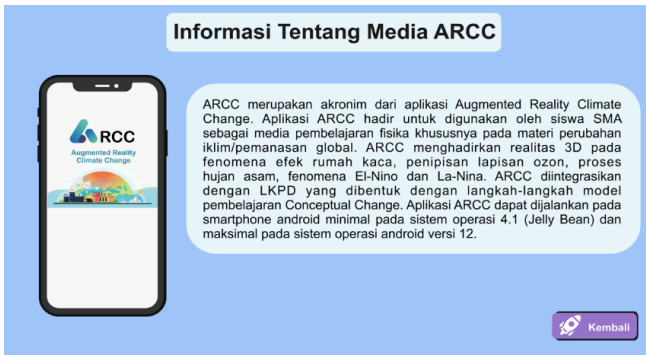 Informasi Tentang Media ARCC
RCC
Augmented Reality
Climate Change
ARCC merupakan akronim dari aplikasi Augmented Reality Climate
Change. Aplikasi ARCC hadir untuk digunakan oleh siswa SMA
sebagai media pembelajaran fisika khususnya pada materi perubahan
iklim/pemanasan global. ARCC menghadirkan realitas 3D pada
fenomena efek rumah kaca, penipisan lapisan ozon, proses
hujan asam, fenomena El-Nino dan La-Nina. ARCC diintegrasikan
dengan LKPD yang dibentuk dengan langkah-langkah model
pembelajaran Conceptual Change. Aplikasi ARCC dapat dijalankan pada
smartphone android minimal pada sistem operasi 4.1 (Jelly Bean) dan
maksimal pada sistem operasi android versi 12.
Kembali